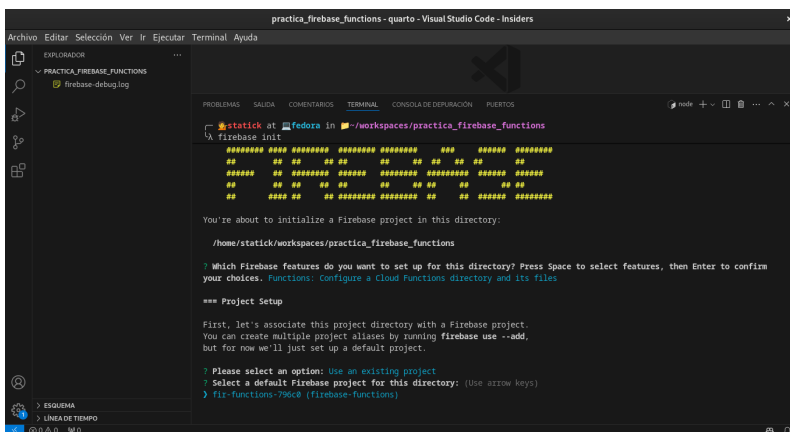 practica_firebase_functions - quarto - Visual Studio Code - Insiders
Archivo Editar Selección Ver Ir Ejecutar Terminal Ayuda
EXPLORADOR
PRACTICA_FIREBASE_FUNCTIONS
firebase-debug.log
PROBLEMAS SALIDA COMENTARIOS TERMINAL CONSOLA DE DEPURACIÓN PUERTOS
node
statick at fedora in ~/workspaces/practica_firebase_functions
λ firebase init
######## #### ######## ######## ######## ### ###### ########
## ## ## ## ## ## ## ## ## ## ##
###### ## ######## ###### ######## ######### ###### ######
## ## ## ## ## ## ## ## ## ## ##
## #### ## ## ######## ######## ## ## ###### ########
You're about to initialize a Firebase project in this directory:
/home/statick/workspaces/practica_firebase_functions
? Which Firebase features do you want to set up for this directory? Press Space to select features, then Enter to confirm
your choices. Functions: Configure a Cloud Functions directory and its files
=== Project Setup
First, let's associate this project directory with a Firebase project.
You can create multiple project aliases by running firebase use --add,
but for now we'll just set up a default project.
? Please select an option: Use an existing project
? Select a default Firebase project for this directory: (Use arrow keys)
❯ fir-functions-796c0 (firebase-functions)
ESQUEMA
LÍNEA DE TIEMPO
0 0 0